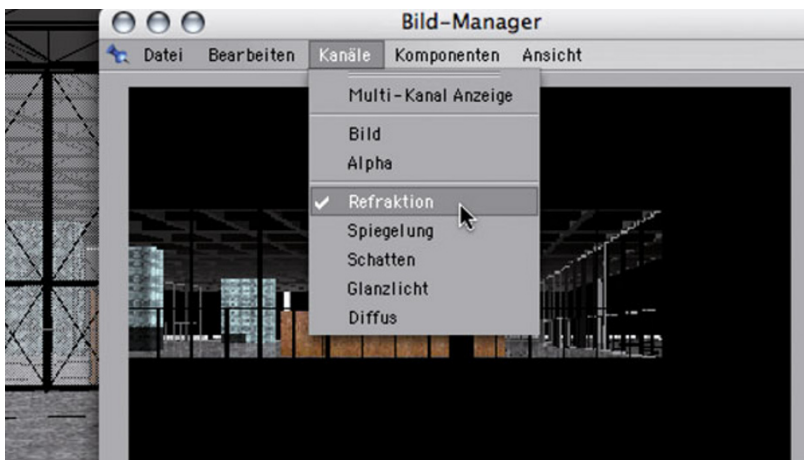 Bild-Manager
Datei Bearbeiten Kanäle Komponenten Ansicht
Multi-Kanal Anzeige
Bild
Alpha
Refraktion
Spiegelung
Schatten
Glanzlicht
Diffus